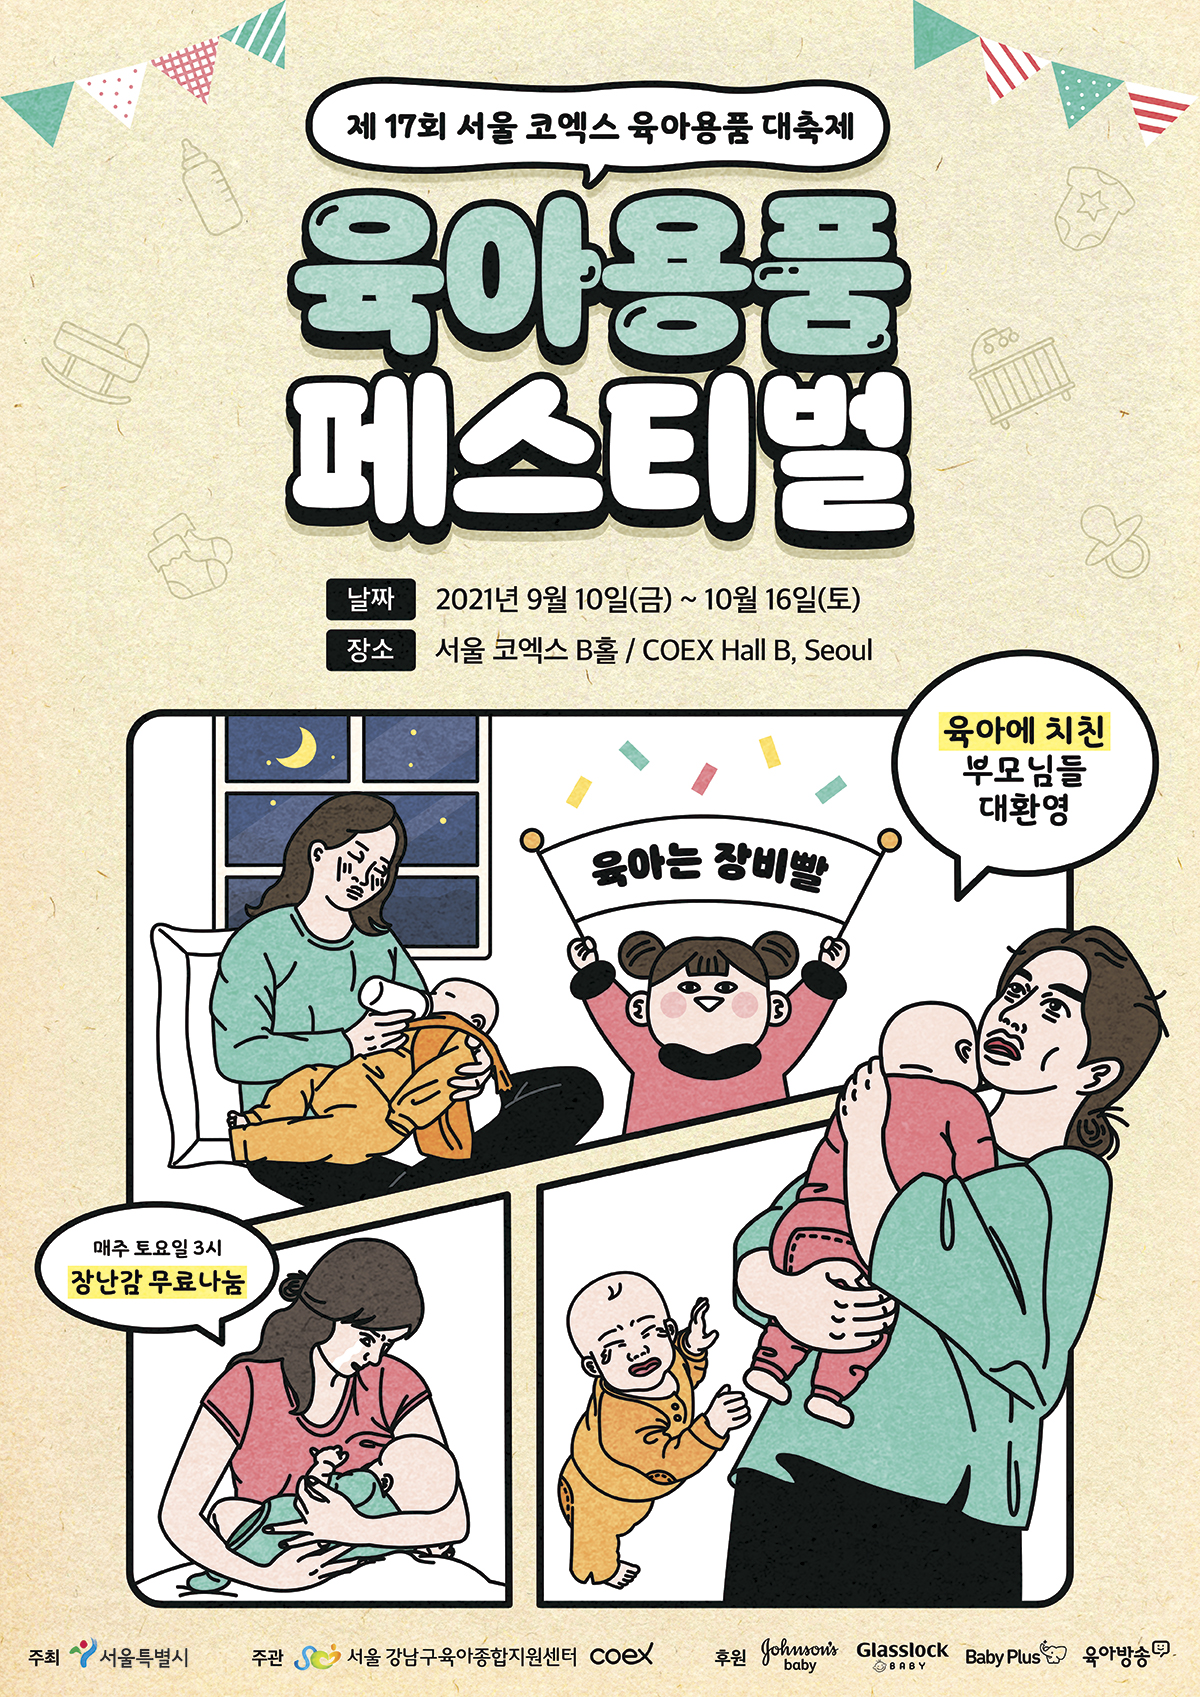 제 17회 서울 코엑스 육아용품 대축제
육아용품
페스티벌
날짜 2021년 9월 10일(금) ~ 10월 16일(토)
장소 서울 코엑스 B홀 / COEX Hall B, Seoul
육아에 치친
부모님들
대환영
육아는 장비빨
매주 토요일 3시
장난감 무료나눔
주최 서울특별시 주관 서울 강남구육아종합지원센터 coex 후원 Johnson's baby Glasslock BABY Baby Plus 육아방송